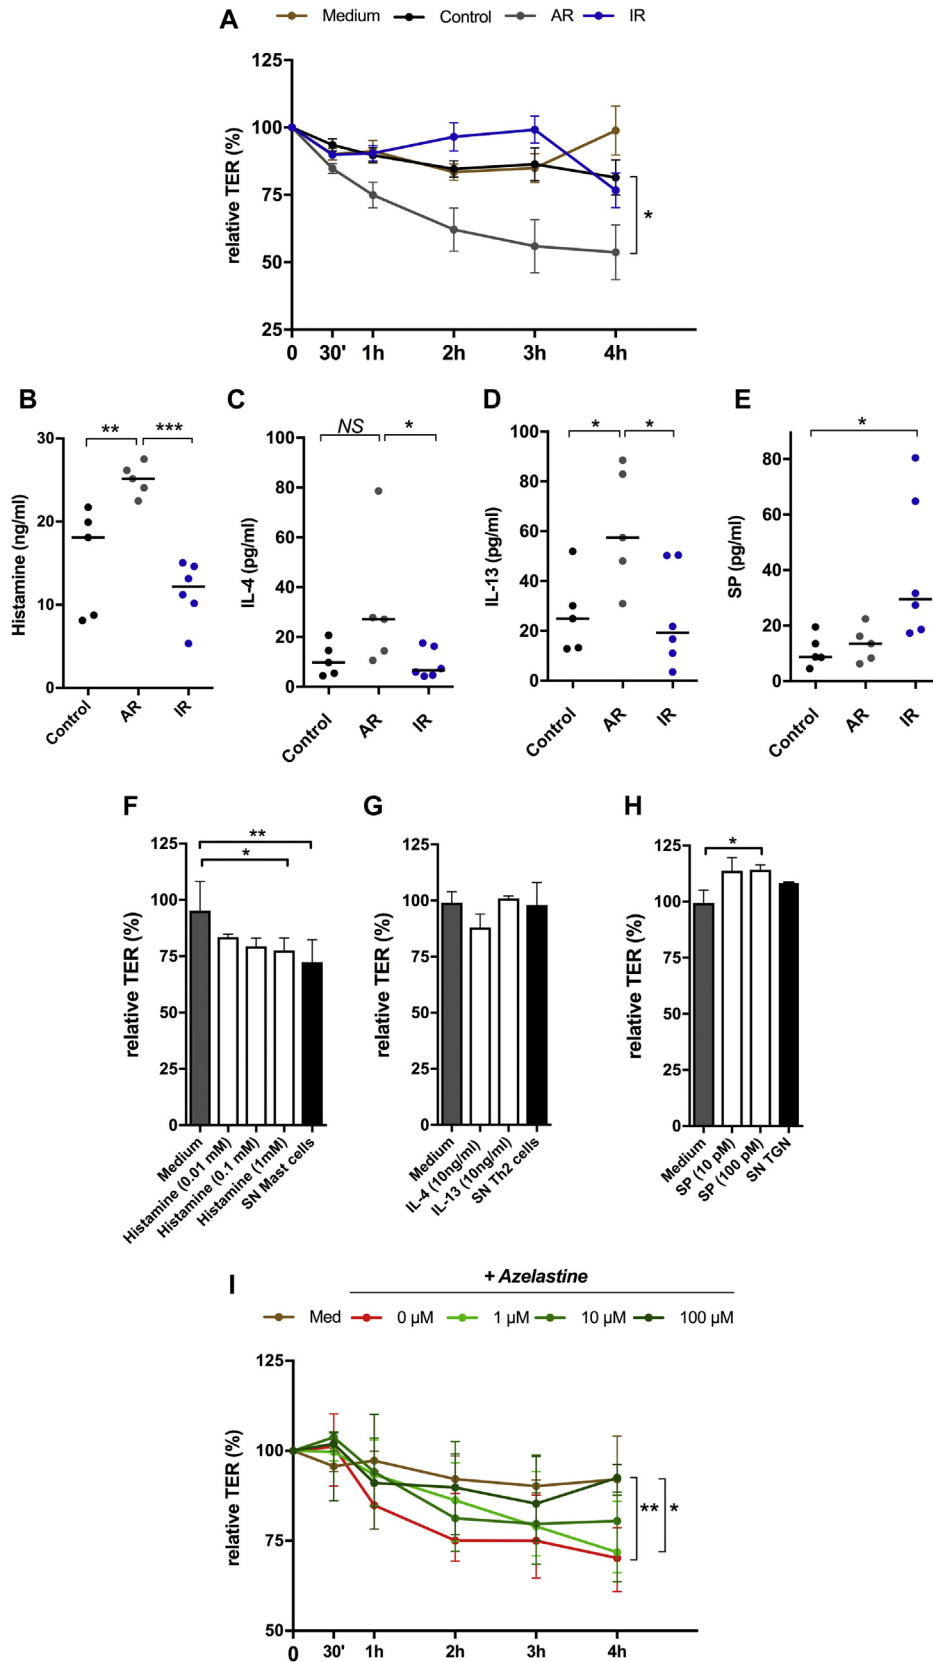 A
Medium Control AR IR
relative TER (%)
125
100
75
50
25
0 30' 1h 2h 3h 4h
*
B
Histamine (ng/ml)
30
20
10
0
** ***
Control AR IR
C
IL-4 (pg/ml)
100
80
60
40
20
0
NS *
Control AR IR
D
IL-13 (pg/ml)
100
80
60
40
20
0
* *
Control AR IR
E
SP (pg/ml)
80
60
40
20
0
*
Control AR IR
F
relative TER (%)
125
100
75
50
25
0
**
*
Medium
Histamine (0.01 mM)
Histamine (0.1 mM)
Histamine (1mM)
SN Mast cells
G
relative TER (%)
125
100
75
50
25
0
Medium
IL-4 (10ng/ml)
IL-13 (10ng/ml)
SN Th2 cells
H
relative TER (%)
125
100
75
50
25
0
*
Medium
SP (10 pM)
SP (100 pM)
SN TGN
I
+ Azelastine
Med 0 µM 1 µM 10 µM 100 µM
relative TER (%)
125
100
75
50
0 30' 1h 2h 3h 4h
** *